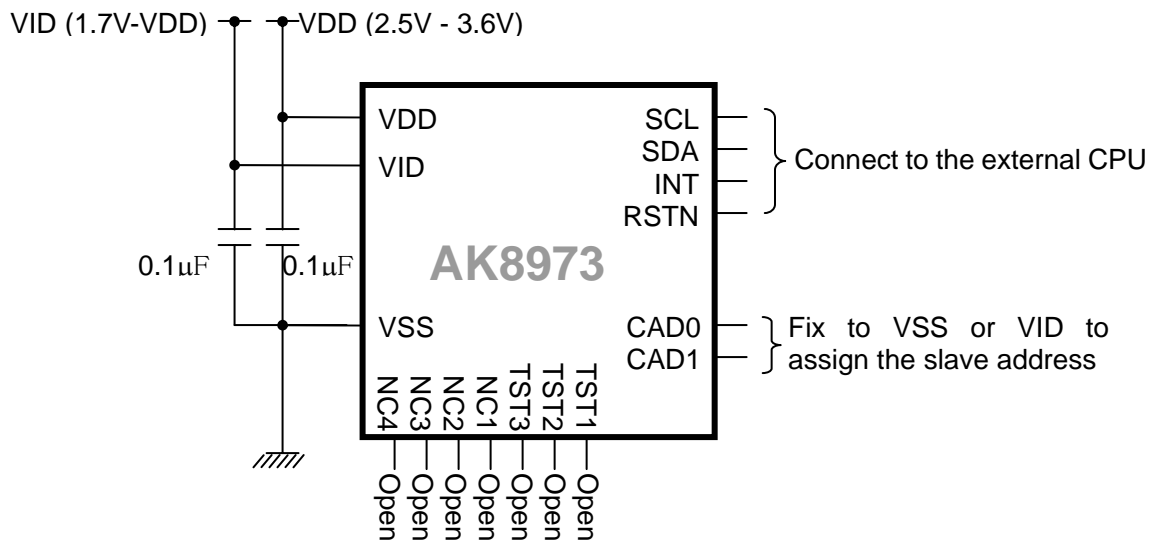 VID (1.7V-VDD)
VDD (2.5V - 3.6V)
VDD
VID
VSS
0.1µF
0.1µF
AK8973
SCL
SDA
INT
RSTN
Connect to the external CPU
CAD0
CAD1
Fix to VSS or VID to
assign the slave address
NC4
NC3
NC2
NC1
TST3
TST2
TST1
Open
Open
Open
Open
Open
Open
Open